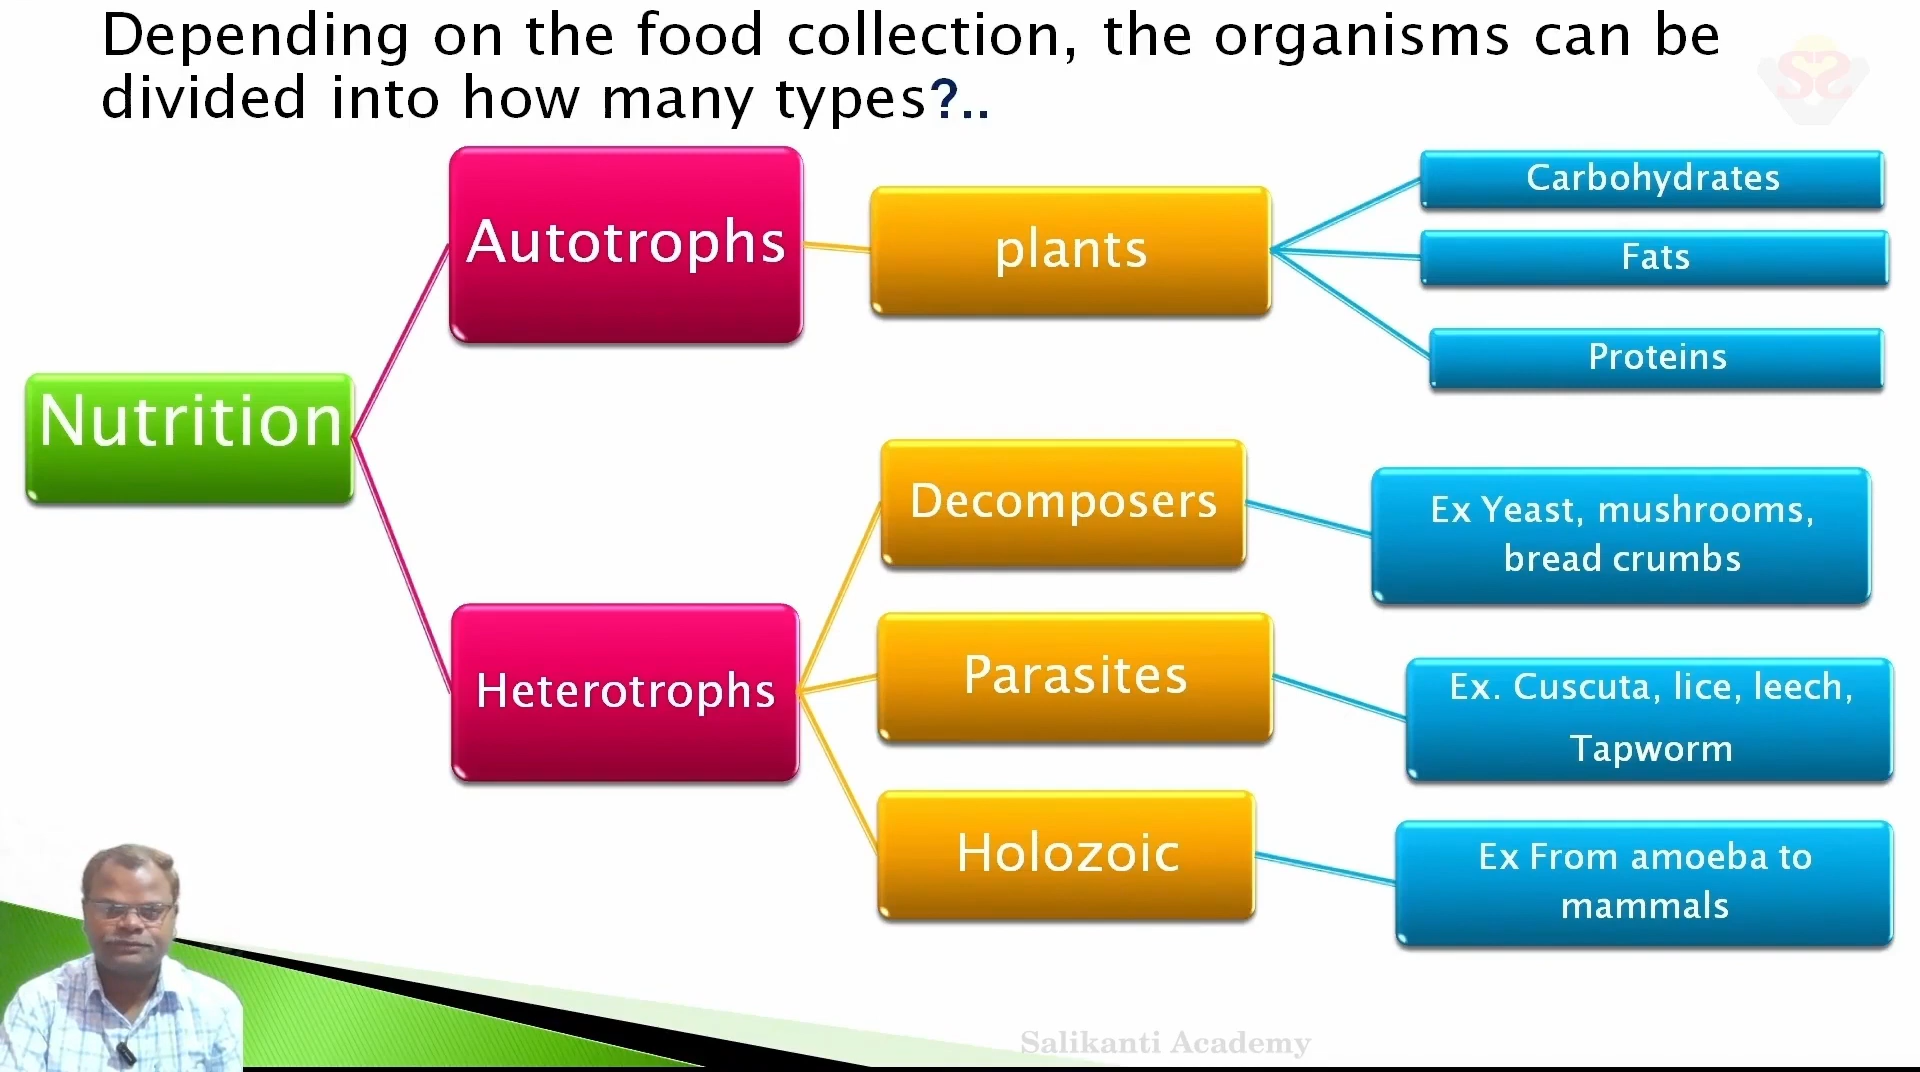 Depending on the food collection, the organisms can be
divided into how many types?..
SS
Nutrition
Autotrophs
plants
Carbohydrates
Fats
Proteins
Heterotrophs
Decomposers
Ex Yeast, mushrooms,
bread crumbs
Parasites
Ex. Cuscuta, lice, leech,
Tapworm
Holozoic
Ex From amoeba to
mammals
Salikanti Academy